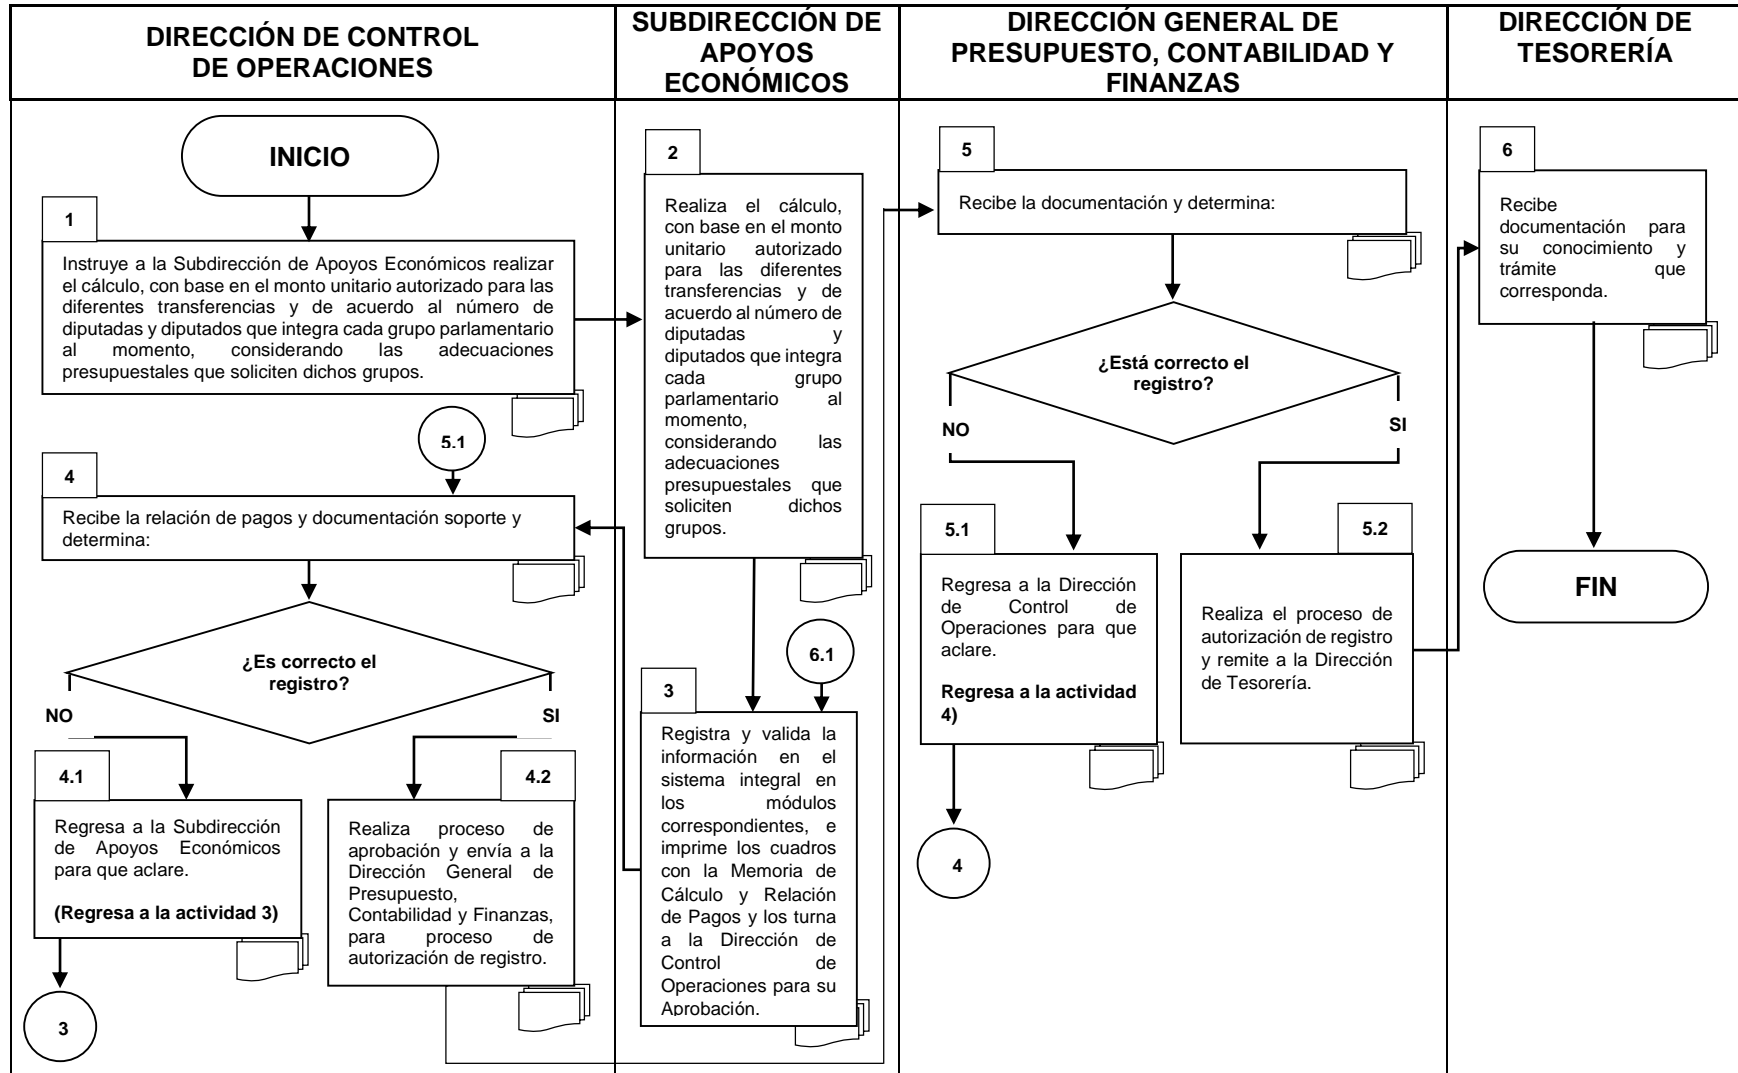 DIRECCIÓN DE CONTROL
DE OPERACIONES
SUBDIRECCIÓN DE
APOYOS
ECONÓMICOS
DIRECCIÓN GENERAL DE
PRESUPUESTO, CONTABILIDAD Y
FINANZAS
DIRECCIÓN DE
TESORERÍA
INICIO
1
Instruye a la Subdirección de Apoyos Económicos realizar
el cálculo, con base en el monto unitario autorizado para las
diferentes transferencias y de acuerdo al número de
diputadas y diputados que integra cada grupo parlamentario
al momento, considerando las adecuaciones
presupuestales que soliciten dichos grupos.
5.1
4
Recibe la relación de pagos y documentación soporte y
determina:
¿Es correcto el
registro?
NO
SI
4.1
Regresa a la Subdirección
de Apoyos Económicos
para que aclare.
(Regresa a la actividad 3)
3
4.2
Realiza proceso de
aprobación y envía a la
Dirección General de
Presupuesto,
Contabilidad y Finanzas,
para proceso de
autorización de registro.
2
Realiza el cálculo,
con base en el monto
unitario autorizado
para las diferentes
transferencias y de
acuerdo al número de
diputadas y
diputados que integra
cada grupo
parlamentario al
momento,
considerando las
adecuaciones
presupuestales que
soliciten dichos
grupos.
6.1
3
Registra y valida la
información en el
sistema integral en
los módulos
correspondientes, e
imprime los cuadros
con la Memoria de
Cálculo y Relación
de Pagos y los turna
a la Dirección de
Control de
Operaciones para su
Aprobación.
5
Recibe la documentación y determina:
¿Está correcto el
registro?
NO
SI
5.1
Regresa a la Dirección
de Control de
Operaciones para que
aclare.
Regresa a la actividad
4)
4
5.2
Realiza el proceso de
autorización de registro
y remite a la Dirección
de Tesorería.
6
Recibe
documentación para
su conocimiento y
trámite que
corresponda.
FIN